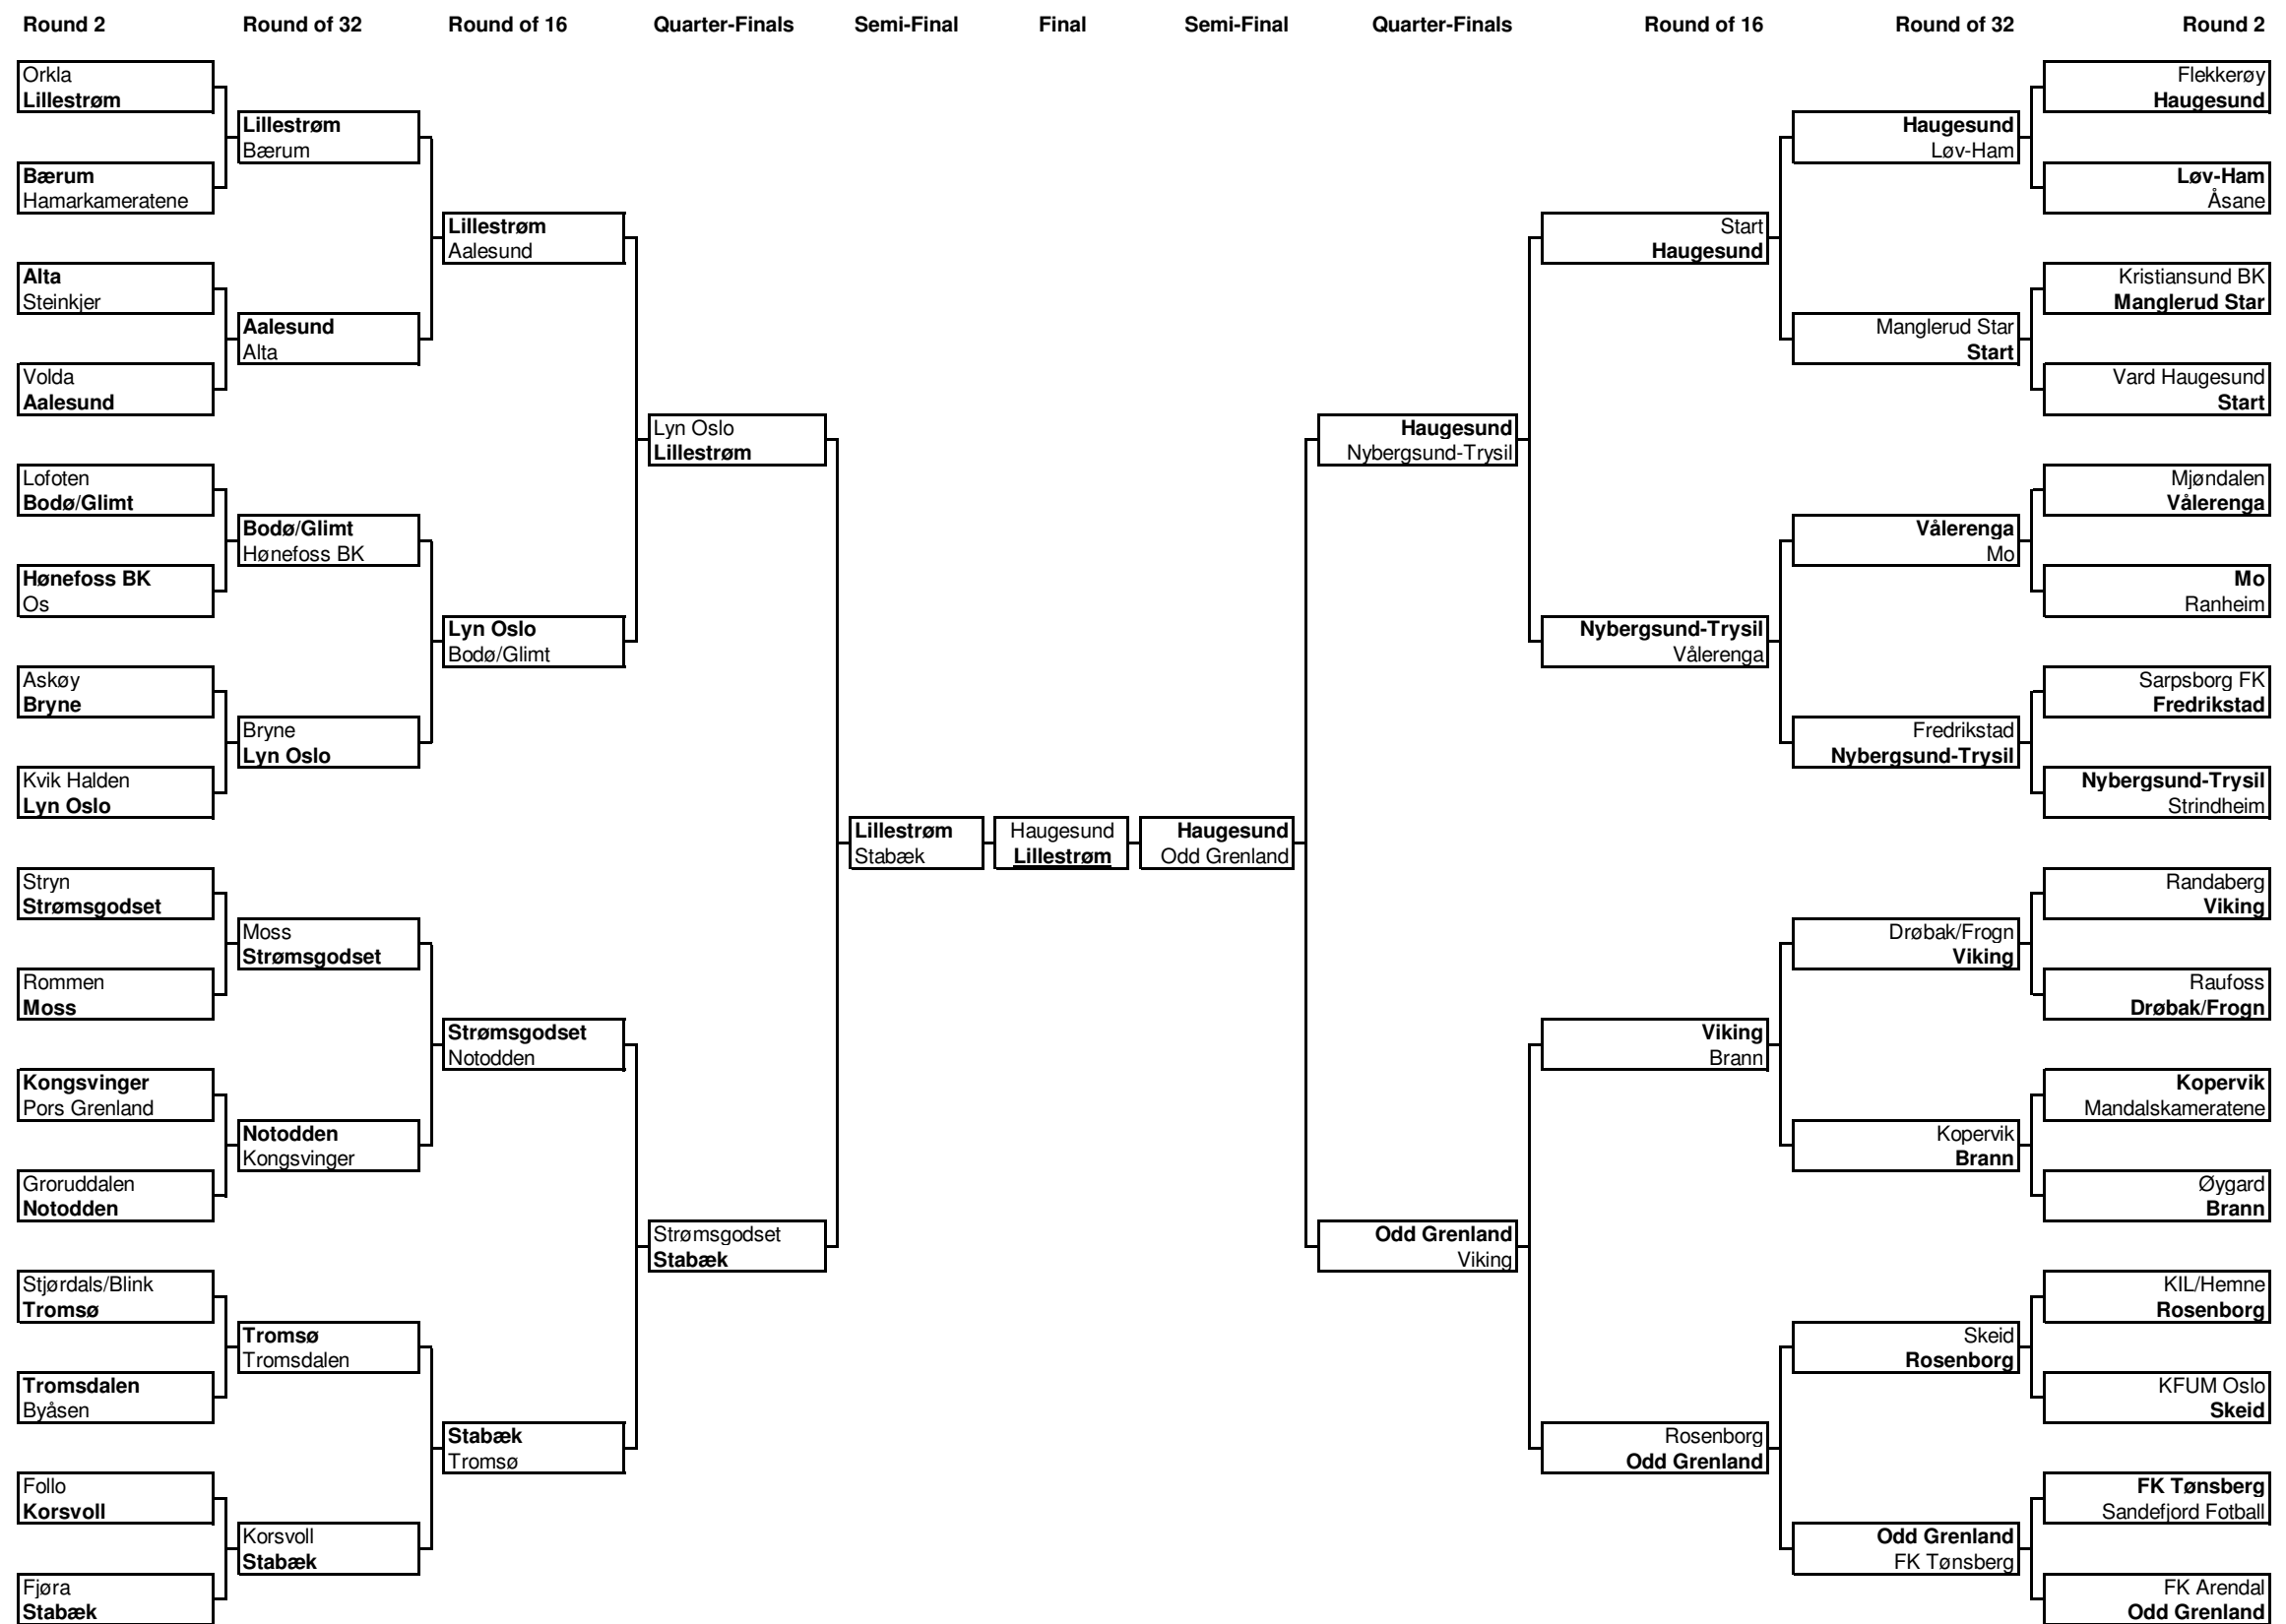 Round 2
Round of 32
Round of 16
Quarter-Finals
Semi-Final
Final
Semi-Final
Quarter-Finals
Round of 16
Round of 32
Round 2
Orkla
Lillestrøm
Bærum
Hamarkameratene
Alta
Steinkjer
Volda
Aalesund
Lofoten
Bodø/Glimt
Hønefoss BK
Os
Askøy
Bryne
Kvik Halden
Lyn Oslo
Stryn
Strømsgodset
Rommen
Moss
Kongsvinger
Pors Grenland
Groruddalen
Notodden
Stjørdals/Blink
Tromsø
Tromsdalen
Byåsen
Follo
Korsvoll
Fjøra
Stabæk
Lillestrøm
Bærum
Aalesund
Alta
Bodø/Glimt
Hønefoss BK
Bryne
Lyn Oslo
Moss
Strømsgodset
Notodden
Kongsvinger
Tromsø
Tromsdalen
Korsvoll
Stabæk
Lillestrøm
Aalesund
Lyn Oslo
Bodø/Glimt
Strømsgodset
Notodden
Stabæk
Tromsø
Lyn Oslo
Lillestrøm
Strømsgodset
Stabæk
Lillestrøm
Stabæk
Haugesund
Lillestrøm
Haugesund
Odd Grenland
Haugesund
Nybergsund-Trysil
Odd Grenland
Viking
Start
Haugesund
Nybergsund-Trysil
Vålerenga
Viking
Brann
Rosenborg
Odd Grenland
Haugesund
Løv-Ham
Manglerud Star
Start
Vålerenga
Mo
Fredrikstad
Nybergsund-Trysil
Drøbak/Frogn
Viking
Kopervik
Brann
Skeid
Rosenborg
Odd Grenland
FK Tønsberg
Flekkerøy
Haugesund
Løv-Ham
Åsane
Kristiansund BK
Manglerud Star
Vard Haugesund
Start
Mjøndalen
Vålerenga
Mo
Ranheim
Sarpsborg FK
Fredrikstad
Nybergsund-Trysil
Strindheim
Randaberg
Viking
Raufoss
Drøbak/Frogn
Kopervik
Mandalskameratene
Øygard
Brann
KIL/Hemne
Rosenborg
KFUM Oslo
Skeid
FK Tønsberg
Sandefjord Fotball
FK Arendal
Odd Grenland